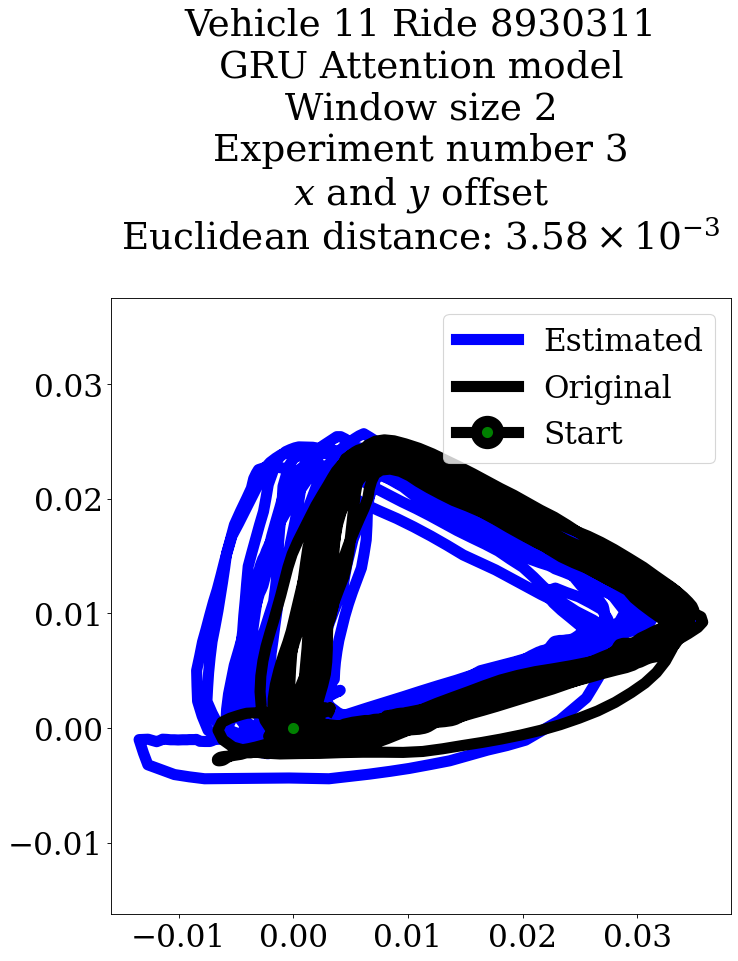 Vehicle 11 Ride 8930311
GRU Attention model
Window size 2
Experiment number 3
x and y offset
Euclidean distance: 3.58 × 10⁻³
Estimated
Original
Start
0.03
0.02
0.01
0.00
−0.01
−0.01 0.00 0.01 0.02 0.03